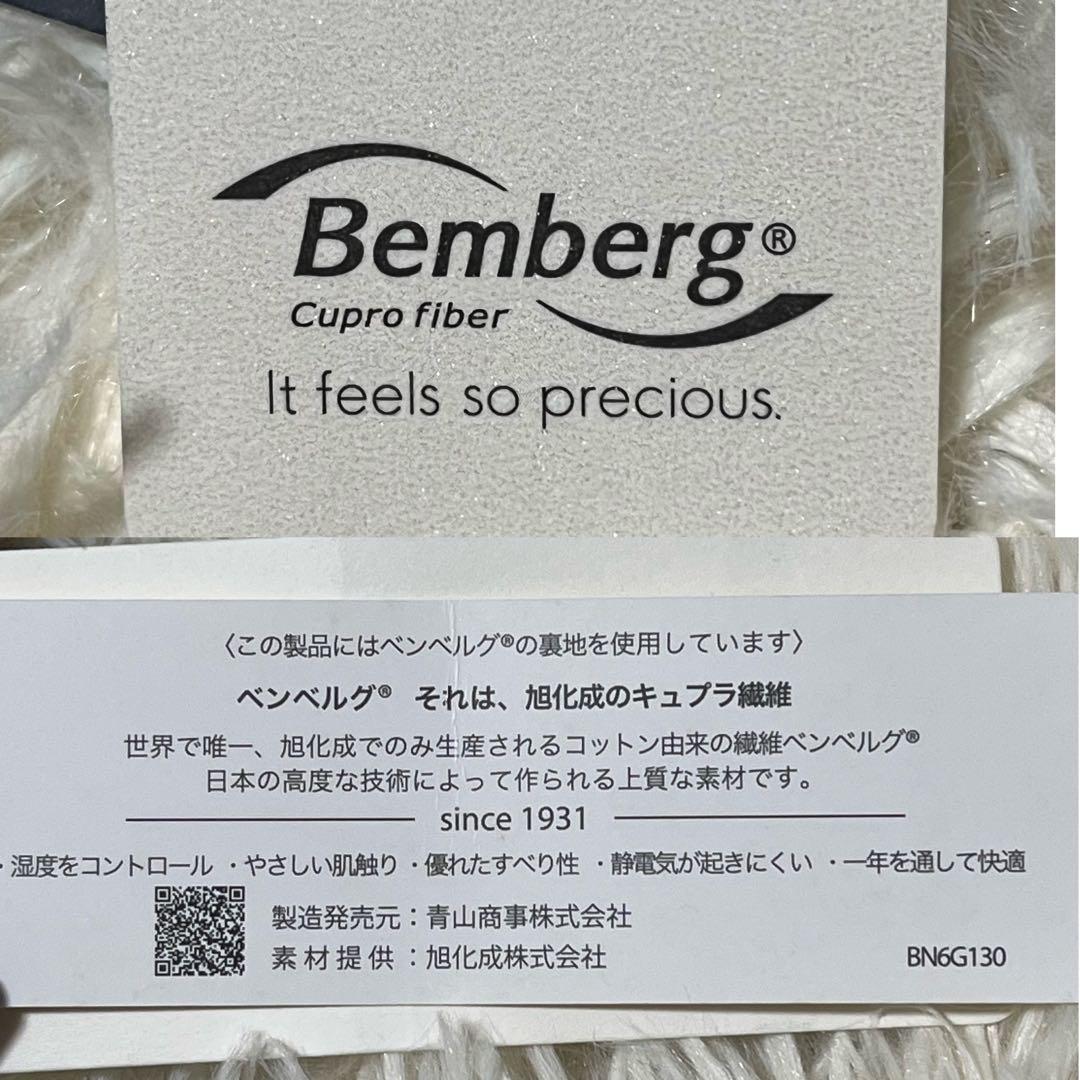 Bemberg®
Cupro fiber
It feels so precious.
〈この製品にはベンベルグ®の裏地を使用しています〉
ベンベルグ® それは、旭化成のキュプラ繊維
世界で唯一、旭化成でのみ生産されるコットン由来の繊維ベンベルグ®
日本の高度な技術によって作られる上質な素材です。
since 1931
・湿度をコントロール ・やさしい肌触り ・優れたすべり性 ・静電気が起きにくい ・一年を通して快適
製造発売元：青山商事株式会社
素材提供：旭化成株式会社
BN6G130